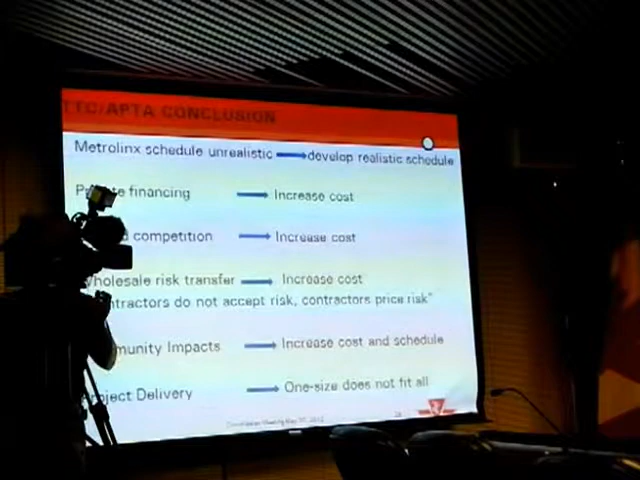 TTC/APTA CONCLUSION
Metrolinx schedule unrealistic develop realistic schedule
financing Increase cost
competition Increase cost
Wholesale risk transfer Increase cost
contractors do not accept risk, contractors price risk"
Impacts Increase cost and schedule
Project Delivery One-size does not fit all